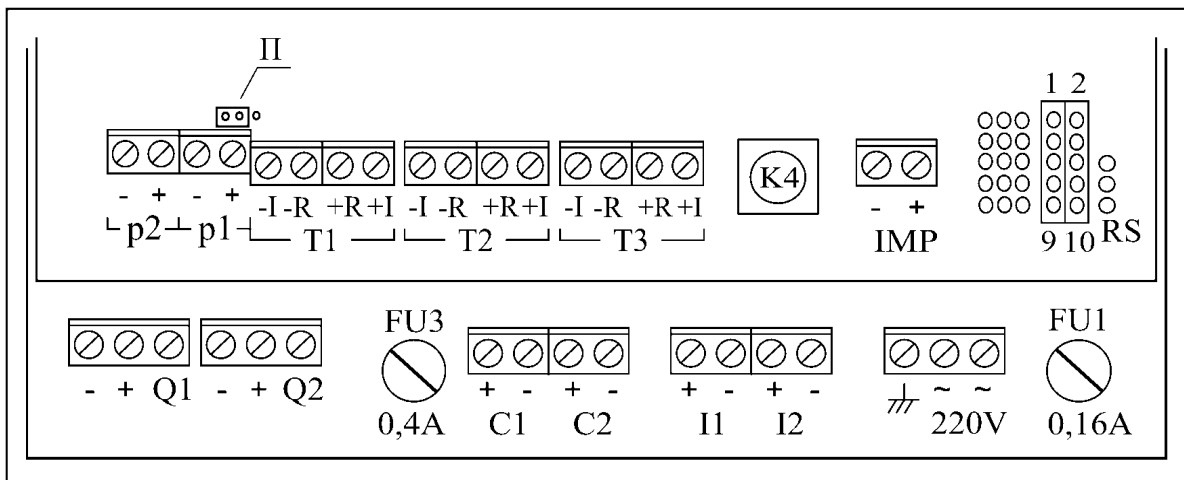 П
1 2
- + - + -I -R +R +I -I -R +R +I -I -R +R +I K4 - +
p2 p1 T1 T2 T3 IMP 9 10 RS
FU3 FU1
- + Q1 - + Q2 + - + - + - + - ~ ~
0,4A C1 C2 I1 I2 220V 0,16A